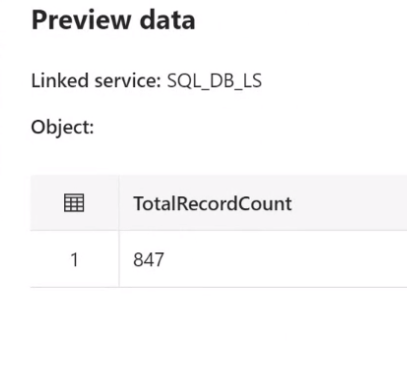 Preview data
Linked service: SQL_DB_LS
Object:
TotalRecordCount
1 847